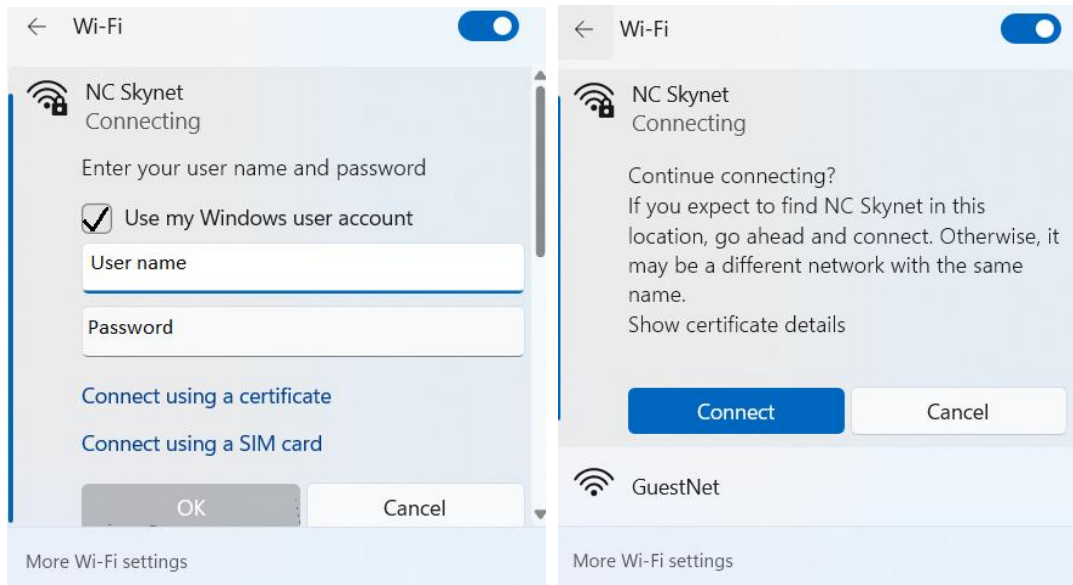 Wi-Fi
NC Skynet
Connecting
Enter your user name and password
Use my Windows user account
User name
Password
Connect using a certificate
Connect using a SIM card
OK
Cancel
More Wi-Fi settings
Wi-Fi
NC Skynet
Connecting
Continue connecting?
If you expect to find NC Skynet in this
location, go ahead and connect. Otherwise, it
may be a different network with the same
name.
Show certificate details
Connect
Cancel
GuestNet
More Wi-Fi settings